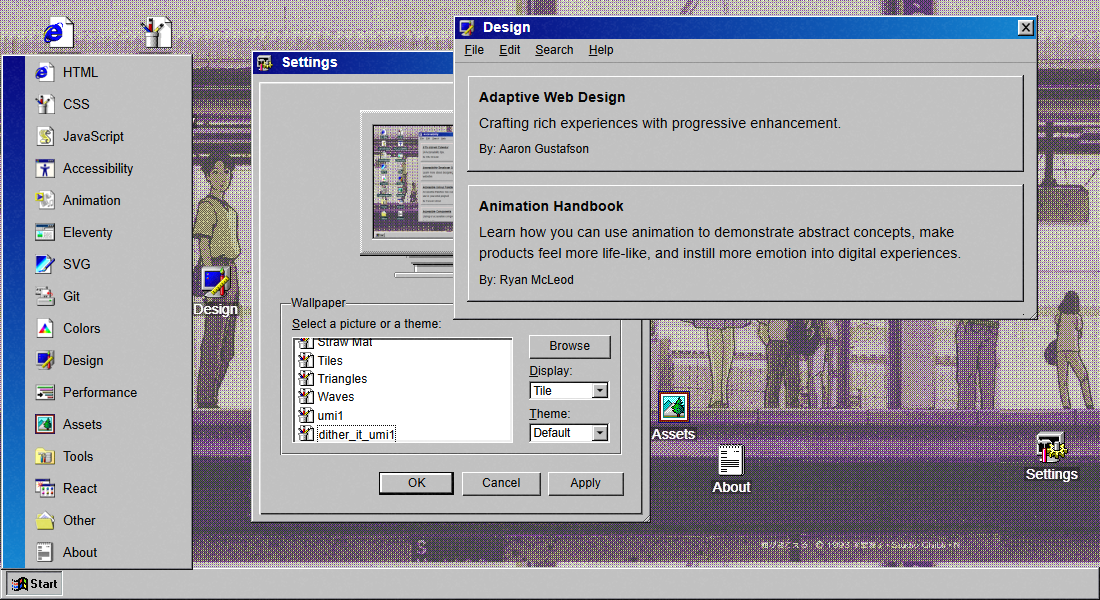 HTML
CSS
JavaScript
Accessibility
Animation
Eleventy
SVG
Git
Colors
Design
Performance
Assets
Tools
React
Other
About
Start
Design
Settings
Wallpaper
Select a picture or a theme:
Straw Mat
Tiles
Triangles
Waves
umi1
dither_it_umi1
Browse
Display:
Tile
Theme:
Default
OK
Cancel
Apply
Design
File Edit Search Help
Adaptive Web Design
Crafting rich experiences with progressive enhancement.
By: Aaron Gustafson
Animation Handbook
Learn how you can use animation to demonstrate abstract concepts, make
products feel more life-like, and instill more emotion into digital experiences.
By: Ryan McLeod
Assets
About
Settings
© 1993
Studio Ghibli